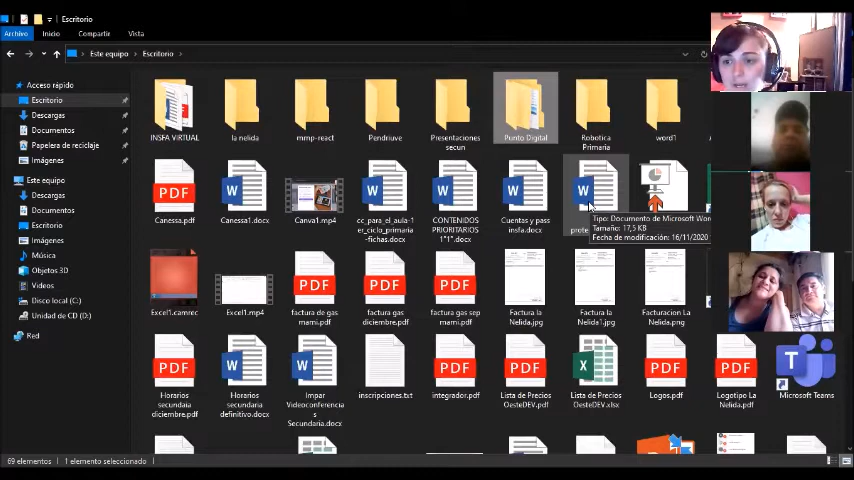 Escritorio
Archivo Inicio Compartir Vista
Este equipo Escritorio
Acceso rápido
Escritorio
Descargas
Documentos
Papelera de reciclaje
Imágenes
Este equipo
Descargas
Documentos
Escritorio
Imágenes
Música
Objetos 3D
Videos
Disco local (C:)
Unidad de CD (D:)
Red
INSFA VIRTUAL
la nelida
mmp-react
Pendriuve
Presentaciones
secun
Punto Digital
Robotica
Primaria
word1
PDF
Canessa.pdf
W
Canessa1.docx
Canva1.mp4
W
cc_para_el_aula-1
er_ciclo_primaria
-fichas.docx
W
CONTENIDOS
PRIORITARIOS
1°1°.docx
W
Cuentas y pass
insfa.docx
W
prote
Tipo: Documento de Microsoft Wor
Tamaño: 17,5 KB
Fecha de modificación: 16/11/2020
Excel1.camrec
Excel1.mp4
PDF
factura de gas
mami.pdf
PDF
factura gas
diciembre.pdf
PDF
factura gas sep
mami.pdf
Factura la
Nelida.jpg
Factura la
Nelida1.jpg
Facturacion La
Nelida.png
PDF
Horarios
secundaria
diciembre.pdf
W
Horarios
secundaria
definitivo.docx
W
Impar
Videoconferencia
s
Secundaria.docx
inscripciones.txt
PDF
integrador.pdf
PDF
Lista de Precios
OesteDEV.pdf
X
Lista de Precios
OesteDEV.xlsx
PDF
Logos.pdf
PDF
Logotipo La
Nelida.pdf
T
Microsoft Teams
69 elementos 1 elemento seleccionado